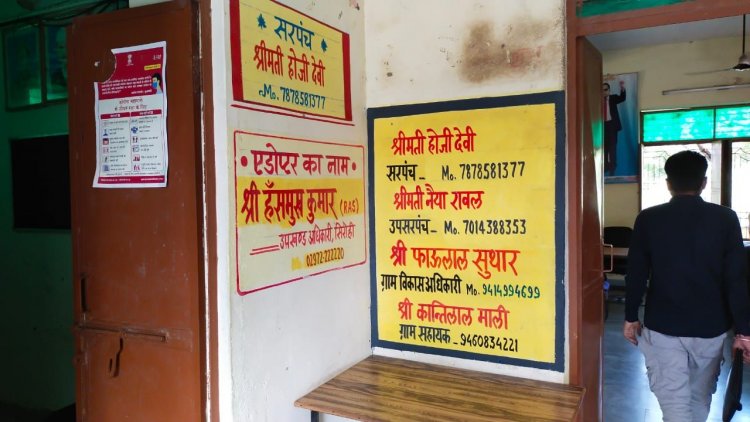 सरपंच
श्रीमती होजी देवी
Mo. 7878581377
एडोप्टर का नाम
श्री हँसमुख कुमार (RAS)
उपखण्ड अधिकारी, सिरोही
Mo. 02972-222220
श्रीमती होजी देवी
सरपंच - Mo. 7878581377
श्रीमती नैया रावल
उपसरपंच - Mo. 7014388353
श्री फाऊलाल सुथार
ग्राम विकास अधिकारी Mo. 9414994699
श्री कान्तिलाल माली
ग्राम सहायक - 9460834221